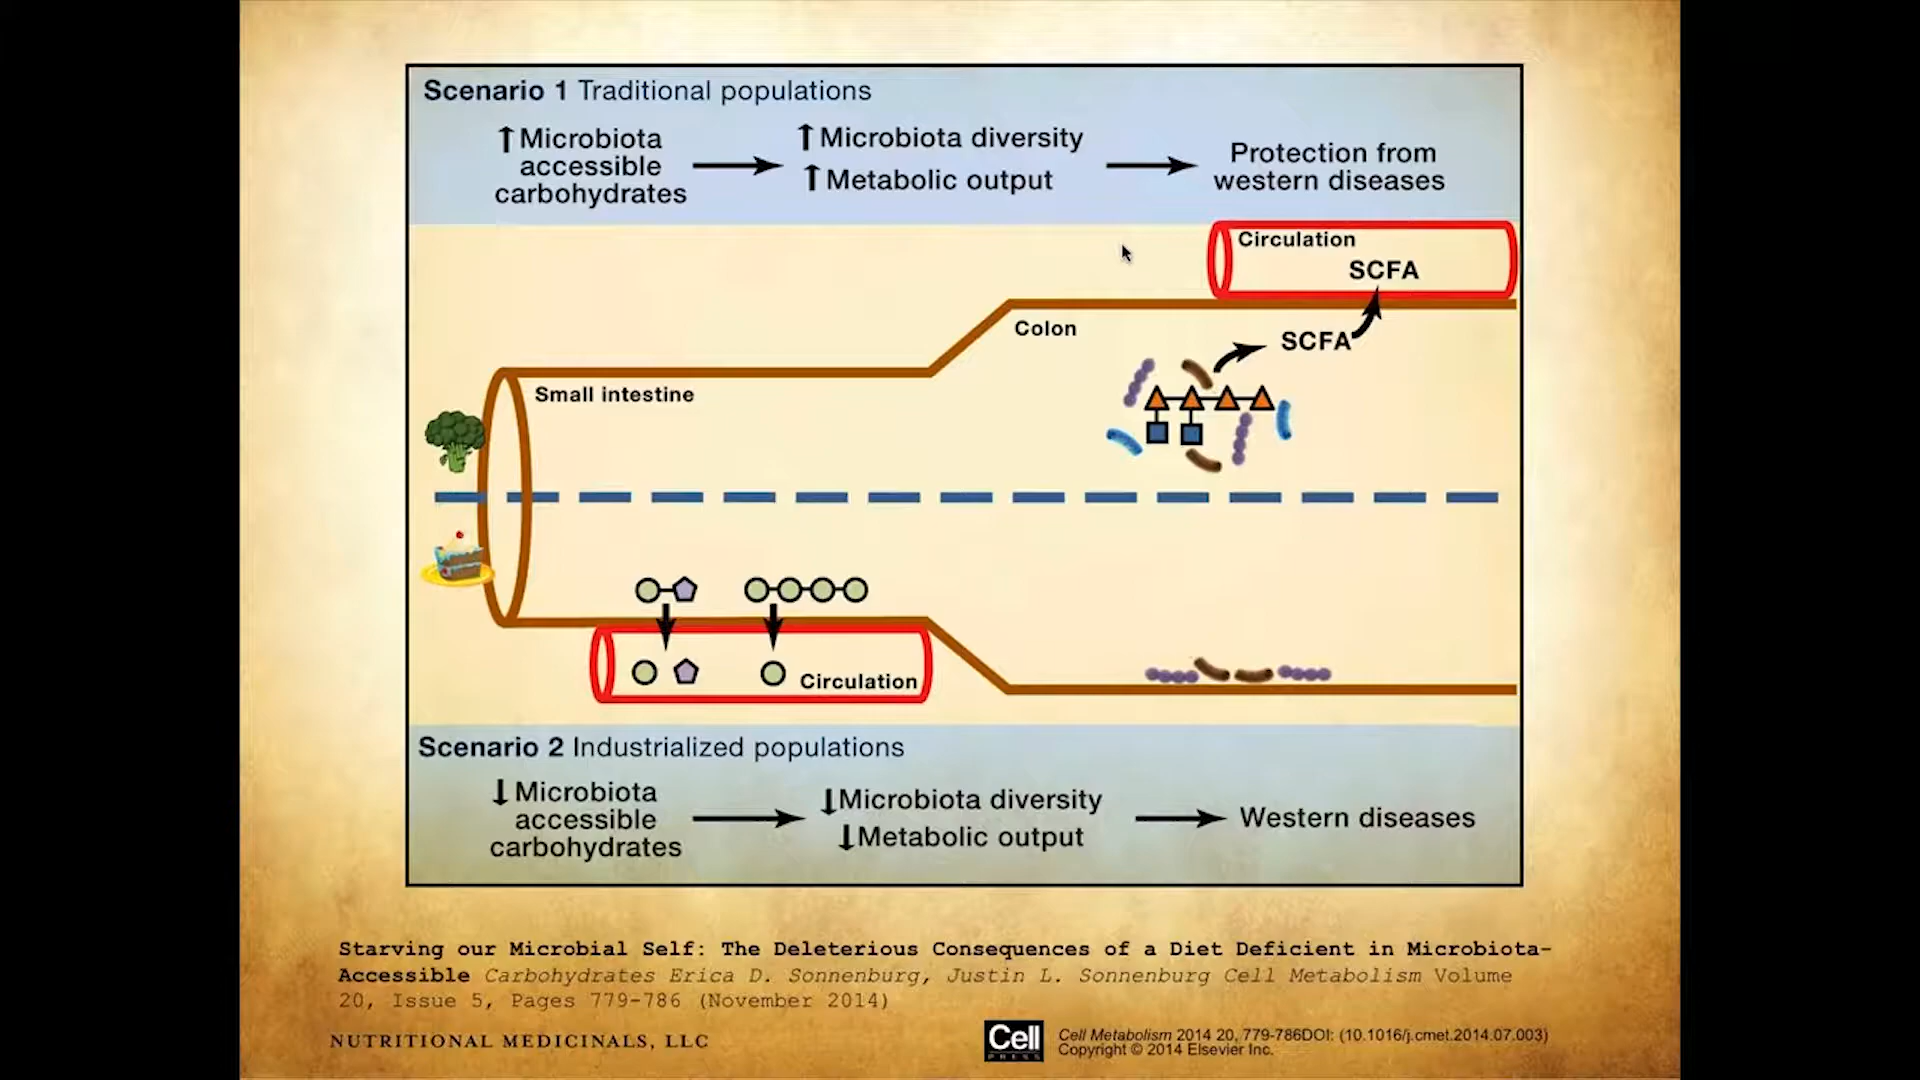 Scenario 1 Traditional populations
↑Microbiota
accessible
carbohydrates
↑Microbiota diversity
↑Metabolic output
Protection from
western diseases
Circulation
SCFA
Colon
SCFA
Small intestine
Circulation
Scenario 2 Industrialized populations
↓Microbiota
accessible
carbohydrates
↓Microbiota diversity
↓Metabolic output
Western diseases
Starving our Microbial Self: The Deleterious Consequences of a Diet Deficient in Microbiota-
Accessible Carbohydrates Erica D. Sonnenburg, Justin L. Sonnenburg Cell Metabolism Volume
20, Issue 5, Pages 779-786 (November 2014)
NUTRITIONAL MEDICINALS, LLC
Cell
PRESS
Cell Metabolism 2014 20, 779-786DOI: (10.1016/j.cmet.2014.07.003)
Copyright © 2014 Elsevier Inc.